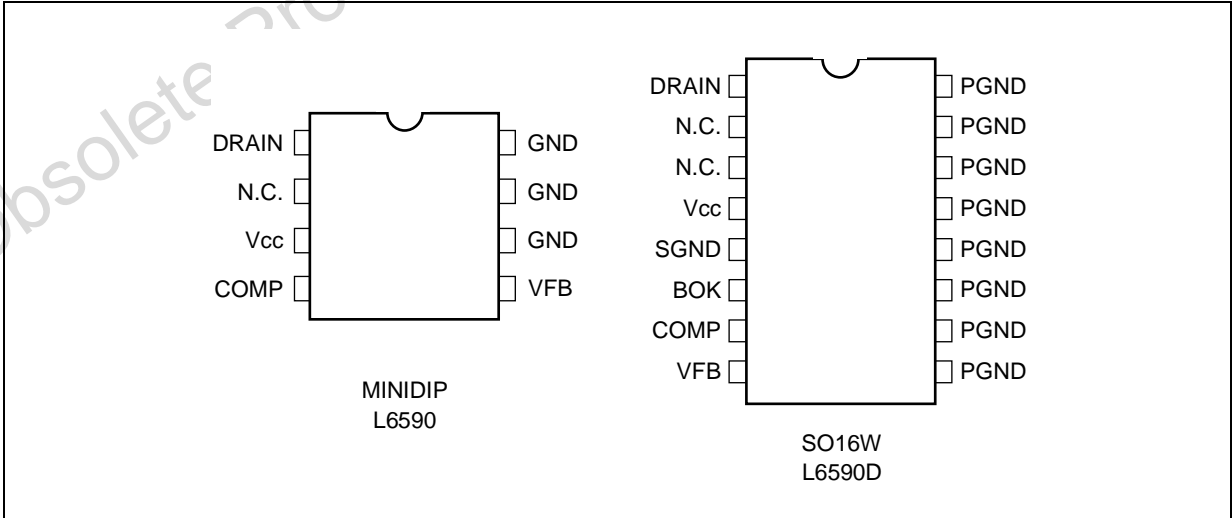 Obsolete
DRAIN
N.C.
Vcc
COMP
GND
GND
GND
VFB
MINIDIP
L6590
DRAIN
N.C.
N.C.
Vcc
SGND
BOK
COMP
VFB
PGND
PGND
PGND
PGND
PGND
PGND
PGND
PGND
SO16W
L6590D